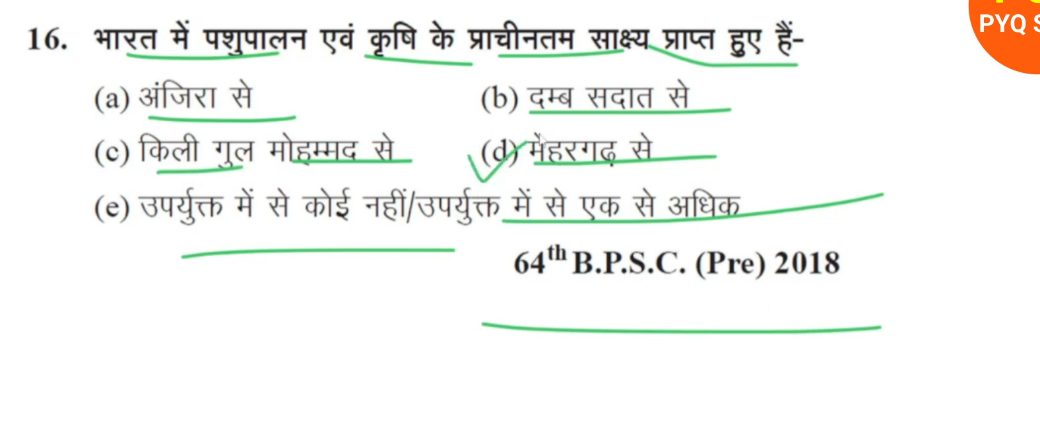 PYQ S
16. भारत में पशुपालन एवं कृषि के प्राचीनतम साक्ष्य प्राप्त हुए हैं-
(a) अंजिरा से (b) दम्ब सदात से
(c) किली गुल मोहम्मद से (d) मेहरगढ़ से
(e) उपर्युक्त में से कोई नहीं/उपर्युक्त में से एक से अधिक
64th B.P.S.C. (Pre) 2018